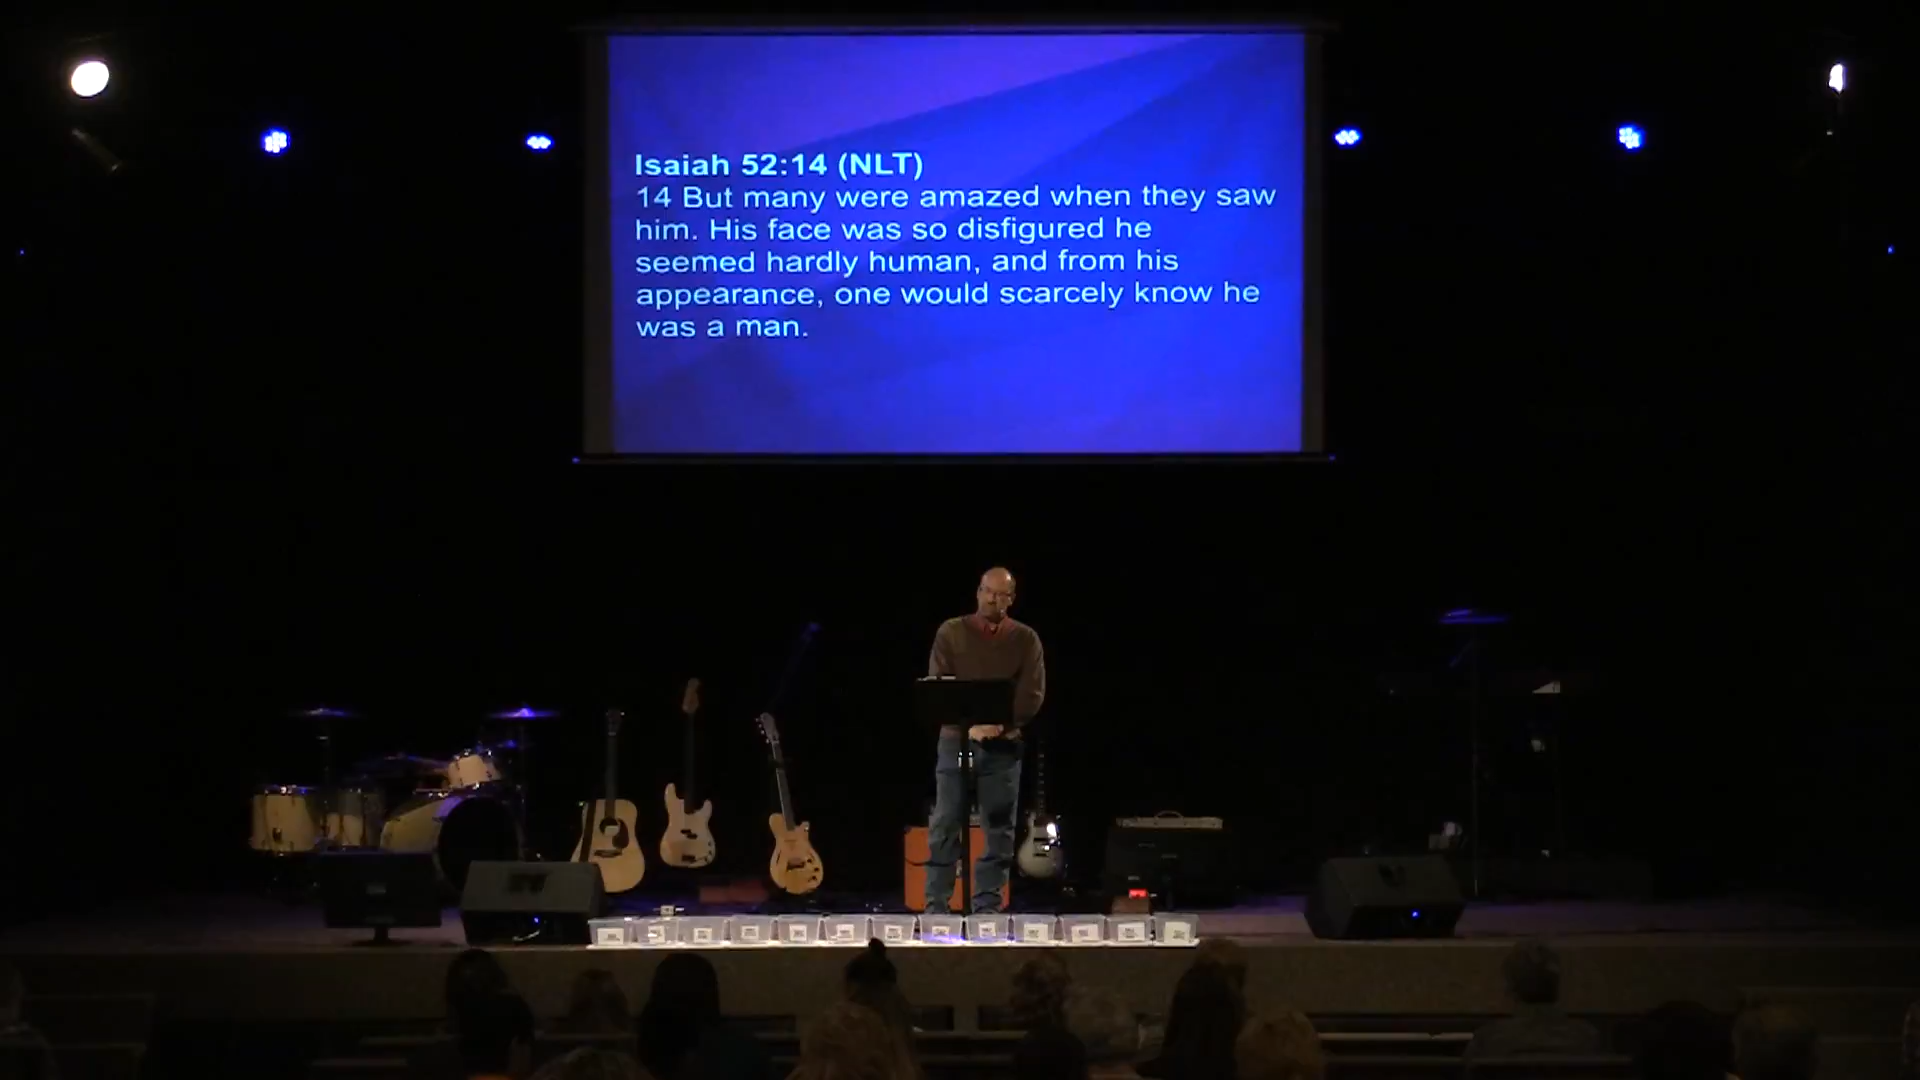 Isaiah 52:14 (NLT)
14 But many were amazed when they saw
him. His face was so disfigured he
seemed hardly human, and from his
appearance, one would scarcely know he
was a man.